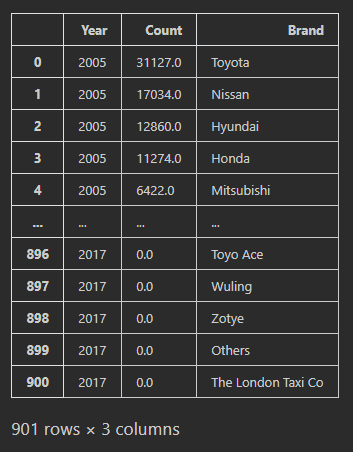 Year Count Brand
0 2005 31127.0 Toyota
1 2005 17034.0 Nissan
2 2005 12860.0 Hyundai
3 2005 11274.0 Honda
4 2005 6422.0 Mitsubishi
... ... ... ...
896 2017 0.0 Toyo Ace
897 2017 0.0 Wuling
898 2017 0.0 Zotye
899 2017 0.0 Others
900 2017 0.0 The London Taxi Co
901 rows × 3 columns